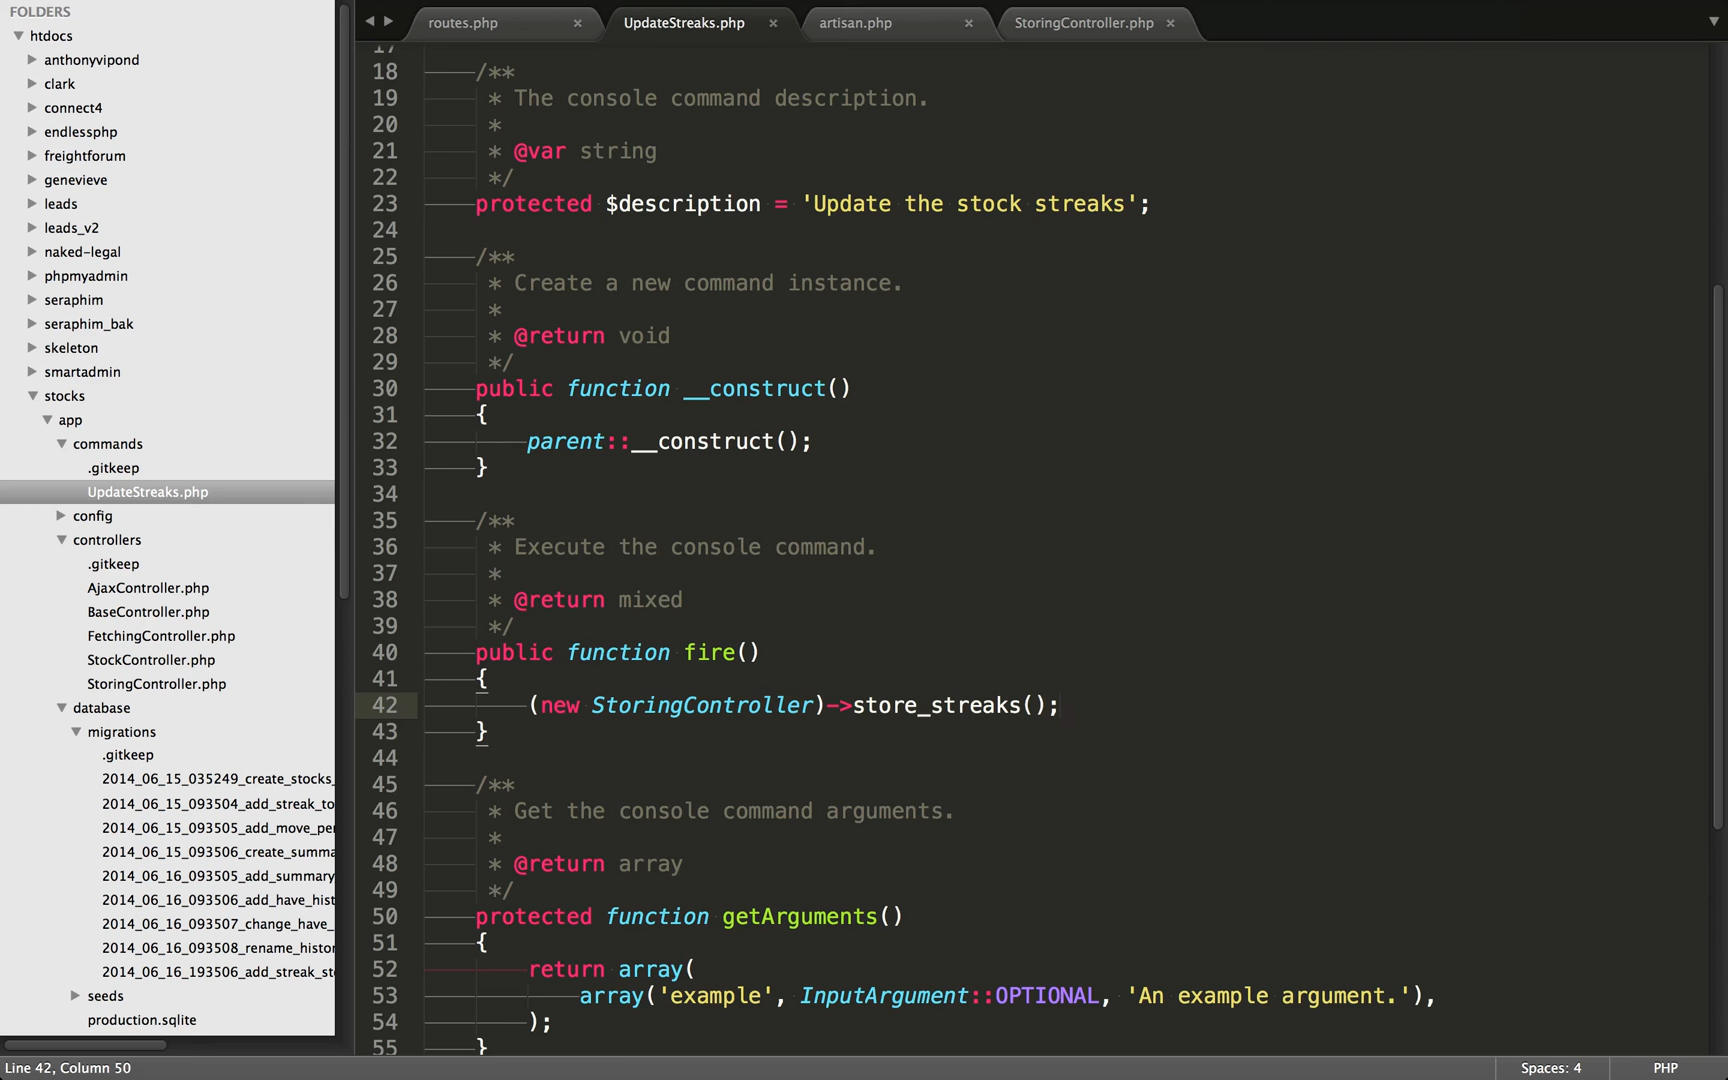 FOLDERS
htdocs
anthonyvipond
clark
connect4
endlessphp
freightforum
genevieve
leads
leads_v2
naked-legal
phpmyadmin
seraphim
seraphim_bak
skeleton
smartadmin
stocks
app
commands
.gitkeep
UpdateStreaks.php
config
controllers
.gitkeep
AjaxController.php
BaseController.php
FetchingController.php
StockController.php
StoringController.php
database
migrations
.gitkeep
2014_06_15_035249_create_stocks_
2014_06_15_093504_add_streak_to
2014_06_15_093505_add_move_pe
2014_06_15_093506_create_summa
2014_06_16_093505_add_summary
2014_06_16_093506_add_have_hist
2014_06_16_093507_change_have_
2014_06_16_093508_rename_histor
2014_06_16_193506_add_streak_st
seeds
production.sqlite
routes.php × UpdateStreaks.php × artisan.php × StoringController.php ×
17
18 /**
19 * The console command description.
20 *
21 * @var string
22 */
23 protected $description = 'Update the stock streaks';
24
25 /**
26 * Create a new command instance.
27 *
28 * @return void
29 */
30 public function __construct()
31 {
32 parent::__construct();
33 }
34
35 /**
36 * Execute the console command.
37 *
38 * @return mixed
39 */
40 public function fire()
41 {
42 (new StoringController)->store_streaks();
43 }
44
45 /**
46 * Get the console command arguments.
47 *
48 * @return array
49 */
50 protected function getArguments()
51 {
52 return array(
53 array('example', InputArgument::OPTIONAL, 'An example argument.'),
54 );
55 }
Line 42, Column 50 Spaces: 4 PHP